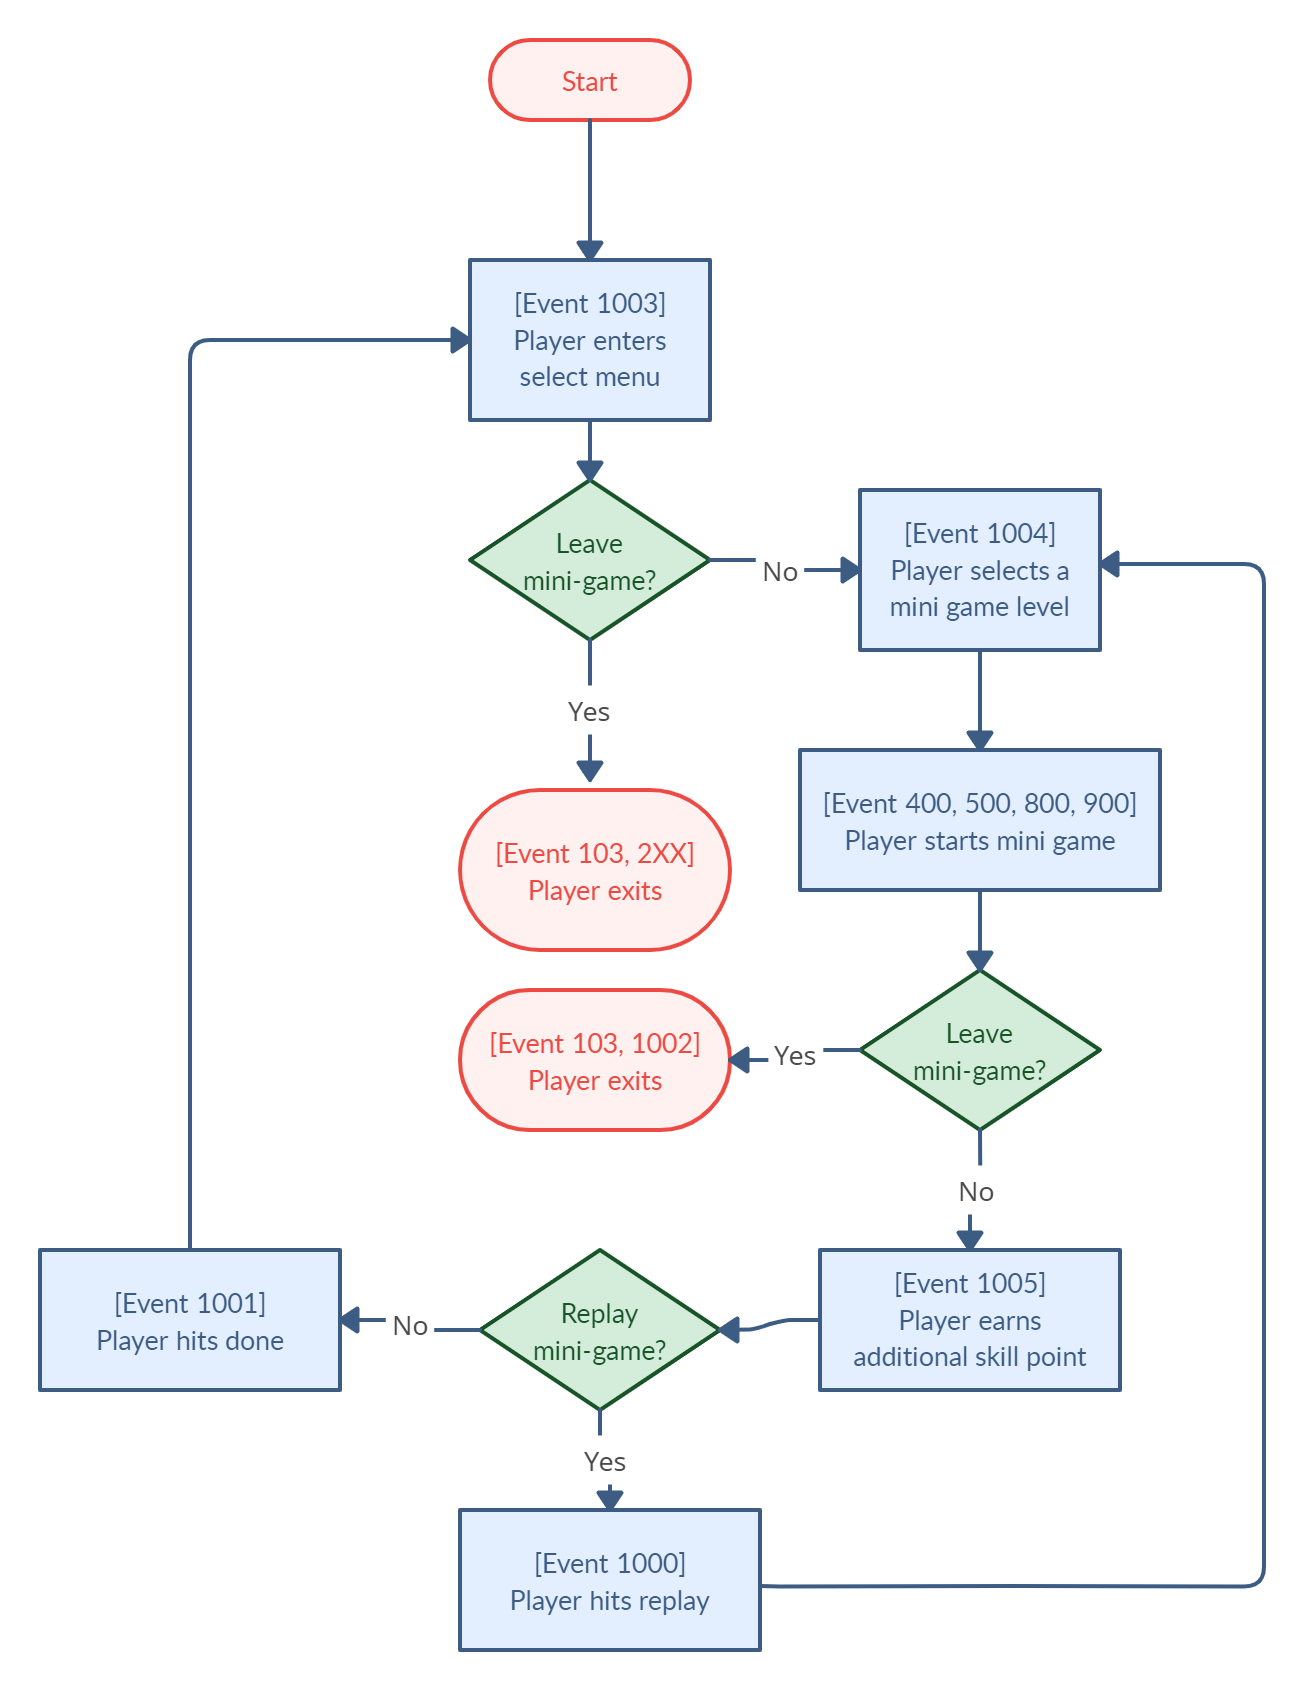 Start
[Event 1003]
Player enters
select menu
Leave
mini-game?
No
[Event 1004]
Player selects a
mini game level
Yes
[Event 103, 2XX]
Player exits
[Event 400, 500, 800, 900]
Player starts mini game
Leave
mini-game?
Yes
[Event 103, 1002]
Player exits
No
[Event 1005]
Player earns
additional skill point
Replay
mini-game?
No
[Event 1001]
Player hits done
Yes
[Event 1000]
Player hits replay